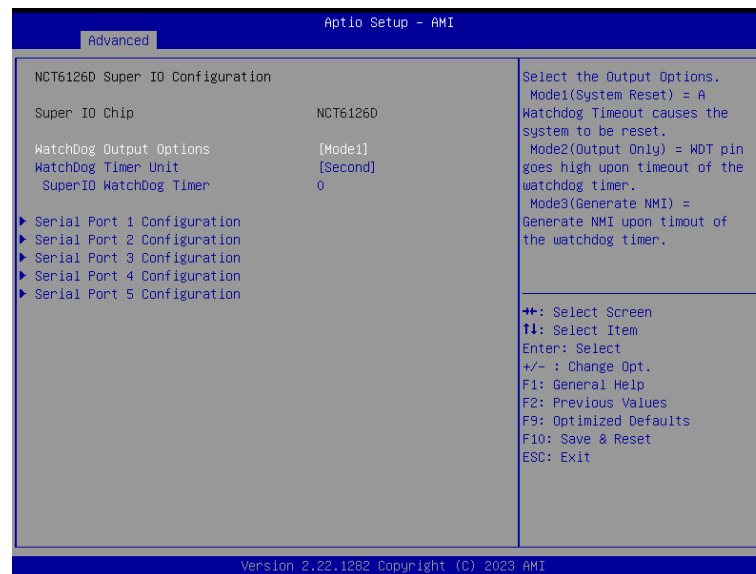 Aptio Setup - AMI
Advanced
NCT6126D Super IO Configuration
Super IO Chip NCT6126D
WatchDog Output Options [Mode1]
WatchDog Timer Unit [Second]
SuperIO WatchDog Timer 0
Serial Port 1 Configuration
Serial Port 2 Configuration
Serial Port 3 Configuration
Serial Port 4 Configuration
Serial Port 5 Configuration
Select the Output Options.
Mode1(System Reset) = A
Watchdog Timeout causes the
system to be reset.
Mode2(Output Only) = WDT pin
goes high upon timeout of the
watchdog timer.
Mode3(Generate NMI) =
Generate NMI upon timout of
the watchdog timer.
→←: Select Screen
↑↓: Select Item
Enter: Select
+/- : Change Opt.
F1: General Help
F2: Previous Values
F9: Optimized Defaults
F10: Save & Reset
ESC: Exit
Version 2.22.1282 Copyright (C) 2023 AMI